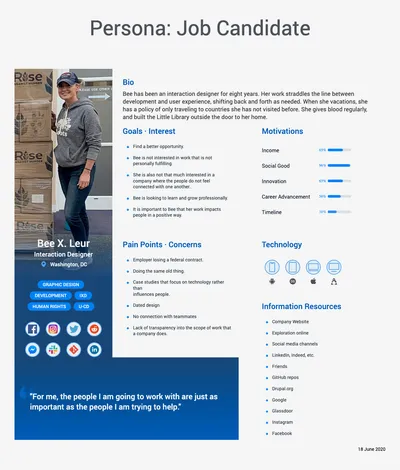 Persona: Job Candidate
Rise
Bio
Bee has been an interaction designer for eight years. Her work straddles the line between
development and user experience, shifting back and forth as needed. When she vacations, she
has a policy of only traveling to countries she has not visited before. She gives blood regularly,
and built the Little Library outside the door to her home.
Goals · Interest
Find a better opportunity.
Bee is not interested in work that is not
personally fulfilling
She is also not that much interested in a
company where the people do not feel
connected with one another.
Bee is looking to learn and grow professionally.
It is important to Bee that her work impacts
people in a positive way.
Motivations
Income
Social Good
Innovation
Career Advancement
Timeline
Bee X. Leur
Interaction Designer
Washington, DC
GRAPHIC DESIGN
DEVELOPMENT
IXD
HUMAN RIGHTS
U-CD
Pain Points · Concerns
Employer losing a federal contract.
Doing the same old thing.
Case studies that focus on technology rather
than
influences people.
Dated design
No connection with teammates
Lack of transparency into the scope of work that
a company does.
Technology
Information Resources
Company Website
Exploration online
Social media channels
LinkedIn, Indeed, etc.
Friends
GitHub repos
Drupal.org
Google
Glassdoor
Instagram
Facebook
"For me, the people I am going to work with are just as
important as the people I am trying to help."
18 June 2020